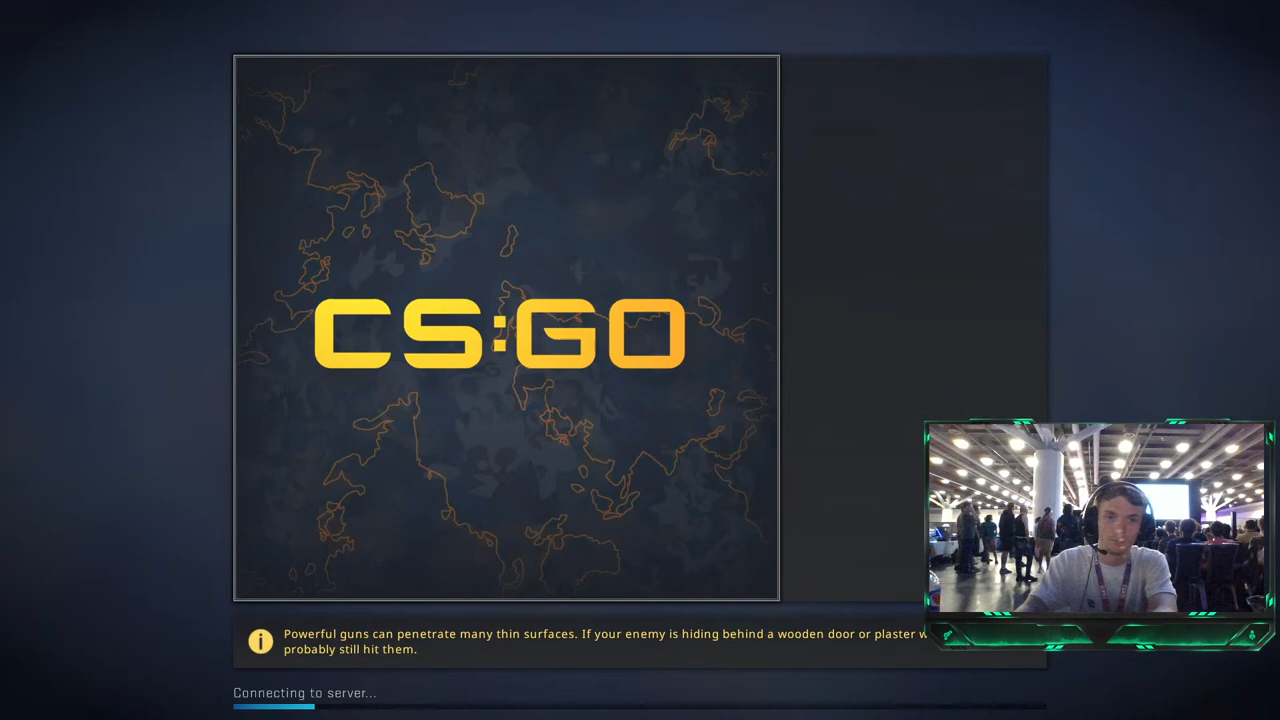 CS:GO
Powerful guns can penetrate many thin surfaces. If your enemy is hiding behind a wooden door or plaster
probably still hit them.
Connecting to server...